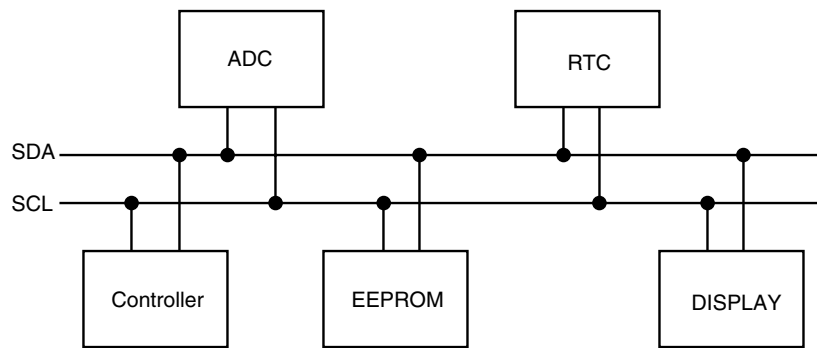 ADC
RTC
SDA
SCL
Controller
EEPROM
DISPLAY